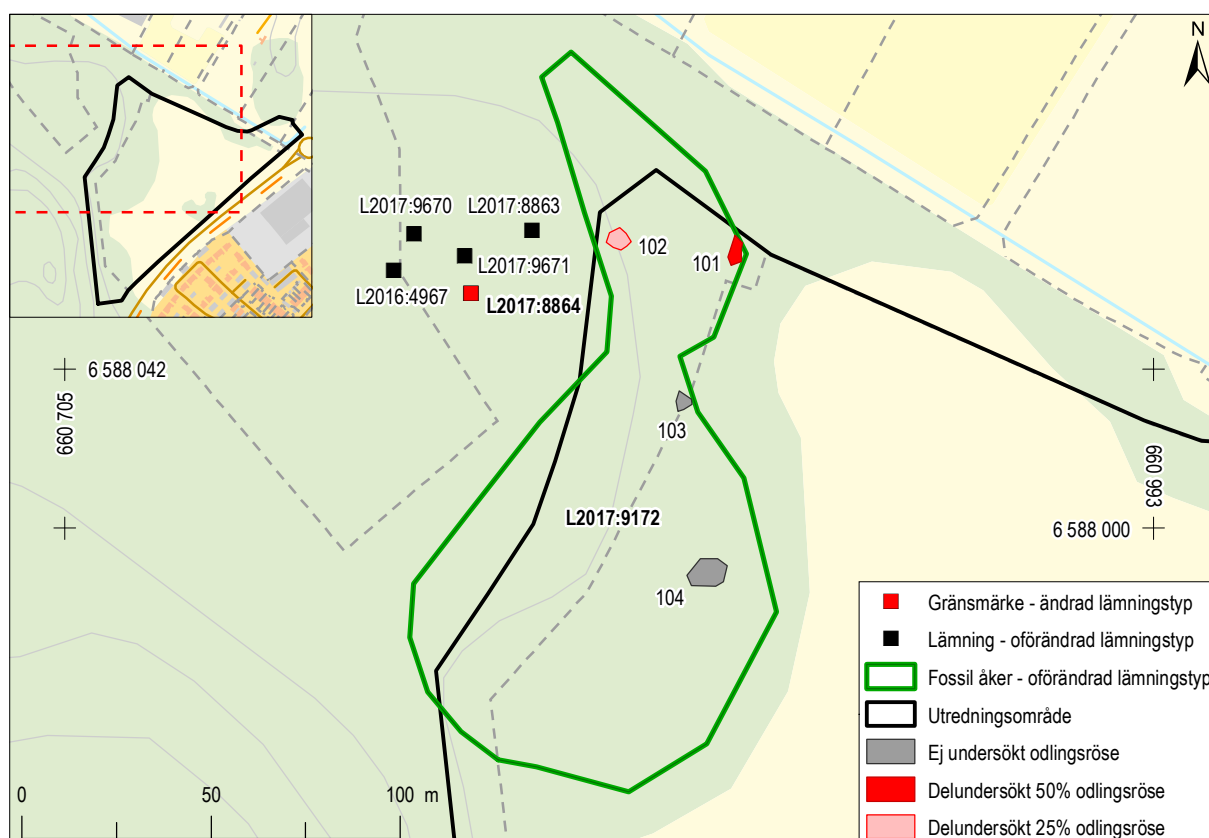 N
L2017:9670
L2017:8863
102
101
L2017:9671
L2016:4967
L2017:8864
6 588 042
660 705
103
660 993
L2017:9172
6 588 000
104
Gränsmärke - ändrad lämningstyp
Lämning - oförändrad lämningstyp
Fossil åker - oförändrad lämningstyp
Utredningsområde
Ej undersökt odlingsröse
Delundersökt 50% odlingsröse
Delundersökt 25% odlingsröse
0 50 100 m